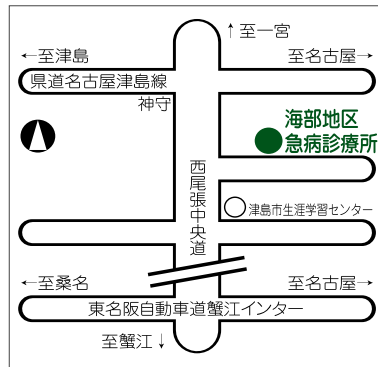 ↑至一宮
←至津島
至名古屋→
県道名古屋津島線
神守
海部地区
急病診療所
西尾張中央道
津島市生涯学習センター
←至桑名
至名古屋→
東名阪自動車道蟹江インター
至蟹江↓